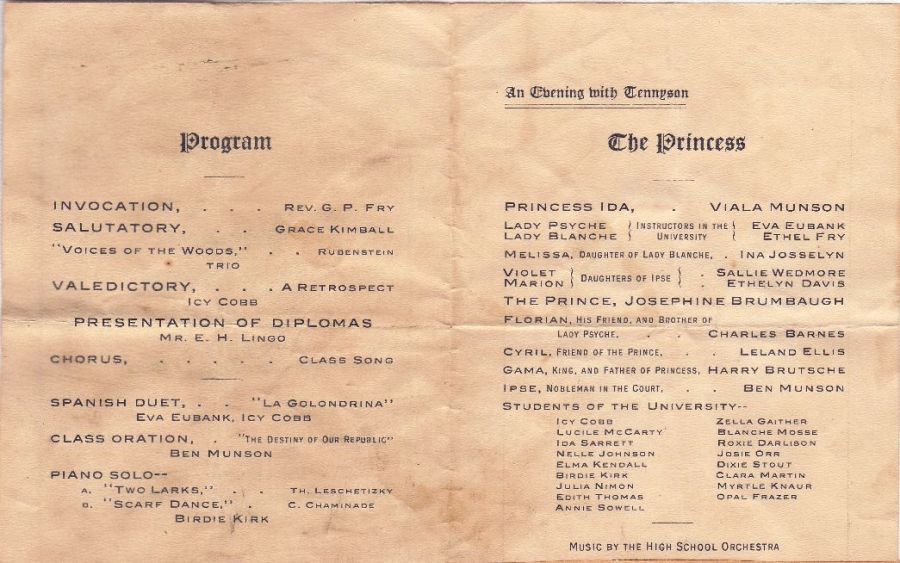 Program
INVOCATION, . . . REV. G. P. FRY
SALUTATORY, . . GRACE KIMBALL
"VOICES OF THE WOODS," . . RUBENSTEIN
TRIO
VALEDICTORY, . . A RETROSPECT
ICY COBB
PRESENTATION OF DIPLOMAS
MR. E. H. LINGO
CHORUS, . . . . . CLASS SONG
SPANISH DUET, . . "LA GOLONDRINA"
EVA EUBANK, ICY COBB
CLASS ORATION, . "THE DESTINY OF OUR REPUBLIC"
BEN MUNSON
PIANO SOLO--
A. "TWO LARKS," . . TH. LESCHETIZKY
B. "SCARF DANCE," . C. CHAMINADE
BIRDIE KIRK
An Evening with Tennyson
The Princess
PRINCESS IDA, . VIALA MUNSON
LADY PSYCHE { INSTRUCTORS IN THE { EVA EUBANK
LADY BLANCHE { UNIVERSITY { ETHEL FRY
MELISSA, DAUGHTER OF LADY BLANCHE, . INA JOSSELYN
VIOLET { DAUGHTERS OF IPSE } . SALLIE WEDMORE
MARION { } . ETHELYN DAVIS
THE PRINCE, JOSEPHINE BRUMBAUGH
FLORIAN, HIS FRIEND, AND BROTHER OF
LADY PSYCHE, . . CHARLES BARNES
CYRIL, FRIEND OF THE PRINCE, . . LELAND ELLIS
GAMA, KING, AND FATHER OF PRINCESS, HARRY BRUTSCHE
IPSE, NOBLEMAN IN THE COURT, . . BEN MUNSON
STUDENTS OF THE UNIVERSITY--
ICY COBB
LUCILE MCCARTY
IDA SARRETT
NELLE JOHNSON
ELMA KENDALL
BIRDIE KIRK
JULIA NIMON
EDITH THOMAS
ANNIE SOWELL
ZELLA GAITHER
BLANCHE MOSSE
ROXIE DARLISON
JOSIE ORR
DIXIE STOUT
CLARA MARTIN
MYRTLE KNAUR
OPAL FRAZER
MUSIC BY THE HIGH SCHOOL ORCHESTRA